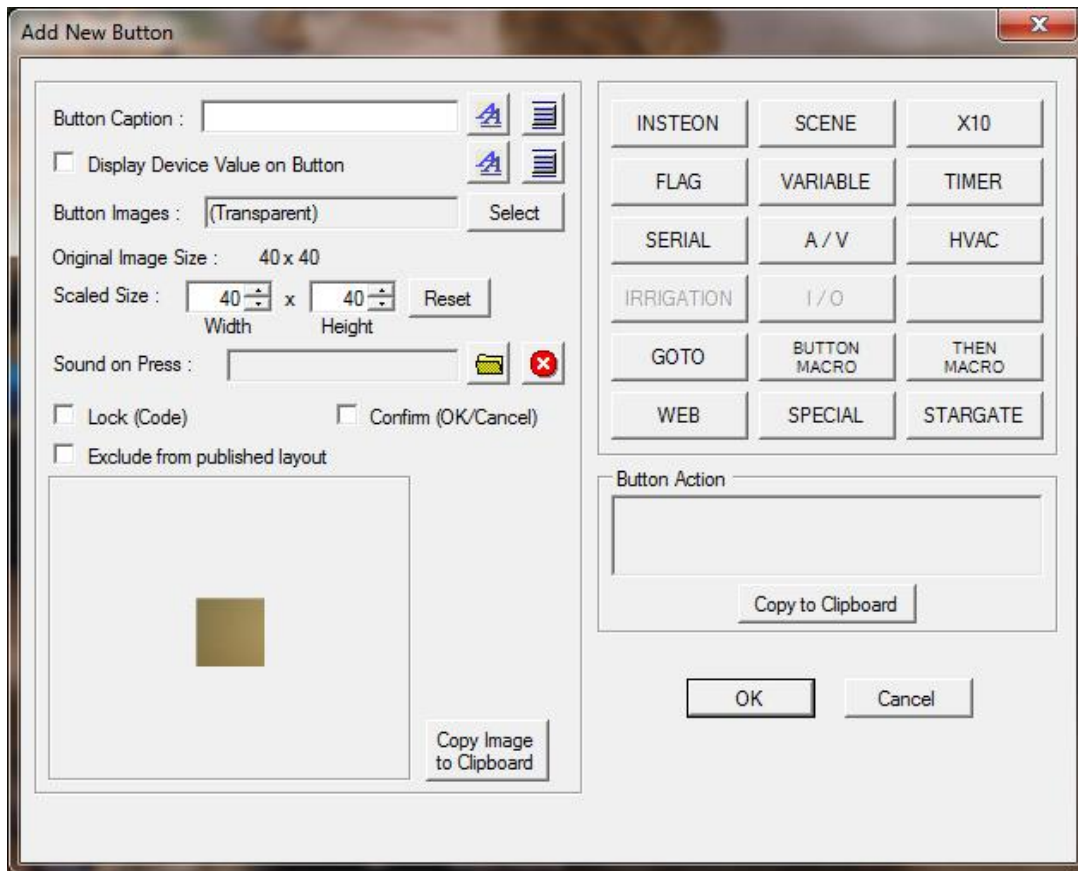 Add New Button
Button Caption :
Display Device Value on Button
Button Images : (Transparent) Select
Original Image Size : 40 x 40
Scaled Size : 40 x 40 Reset
Width Height
Sound on Press :
Lock (Code) Confirm (OK/Cancel)
Exclude from published layout
Copy Image
to Clipboard
INSTEON SCENE X10
FLAG VARIABLE TIMER
SERIAL A / V HVAC
IRRIGATION I / O
GOTO BUTTON MACRO THEN MACRO
WEB SPECIAL STARGATE
Button Action
Copy to Clipboard
OK Cancel